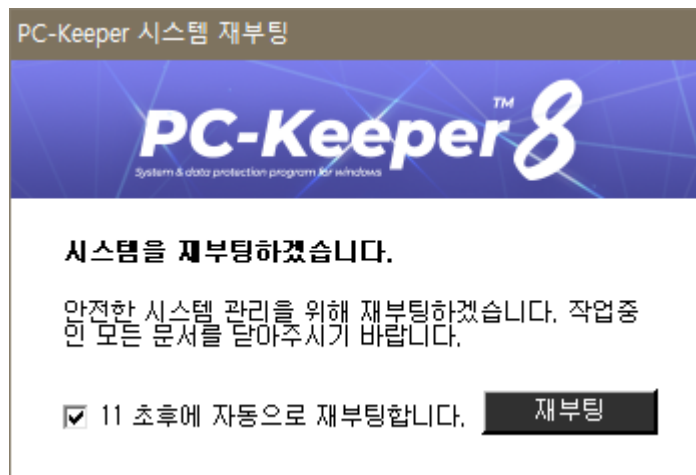 PC-Keeper 시스템 재부팅
PC-Keeper™ 8
System & data protection program for windows
시스템을 재부팅하겠습니다.
안전한 시스템 관리을 위해 재부팅하겠습니다. 작업중
인 모든 문서를 닫아주시기 바랍니다.
11 초후에 자동으로 재부팅합니다. 재부팅